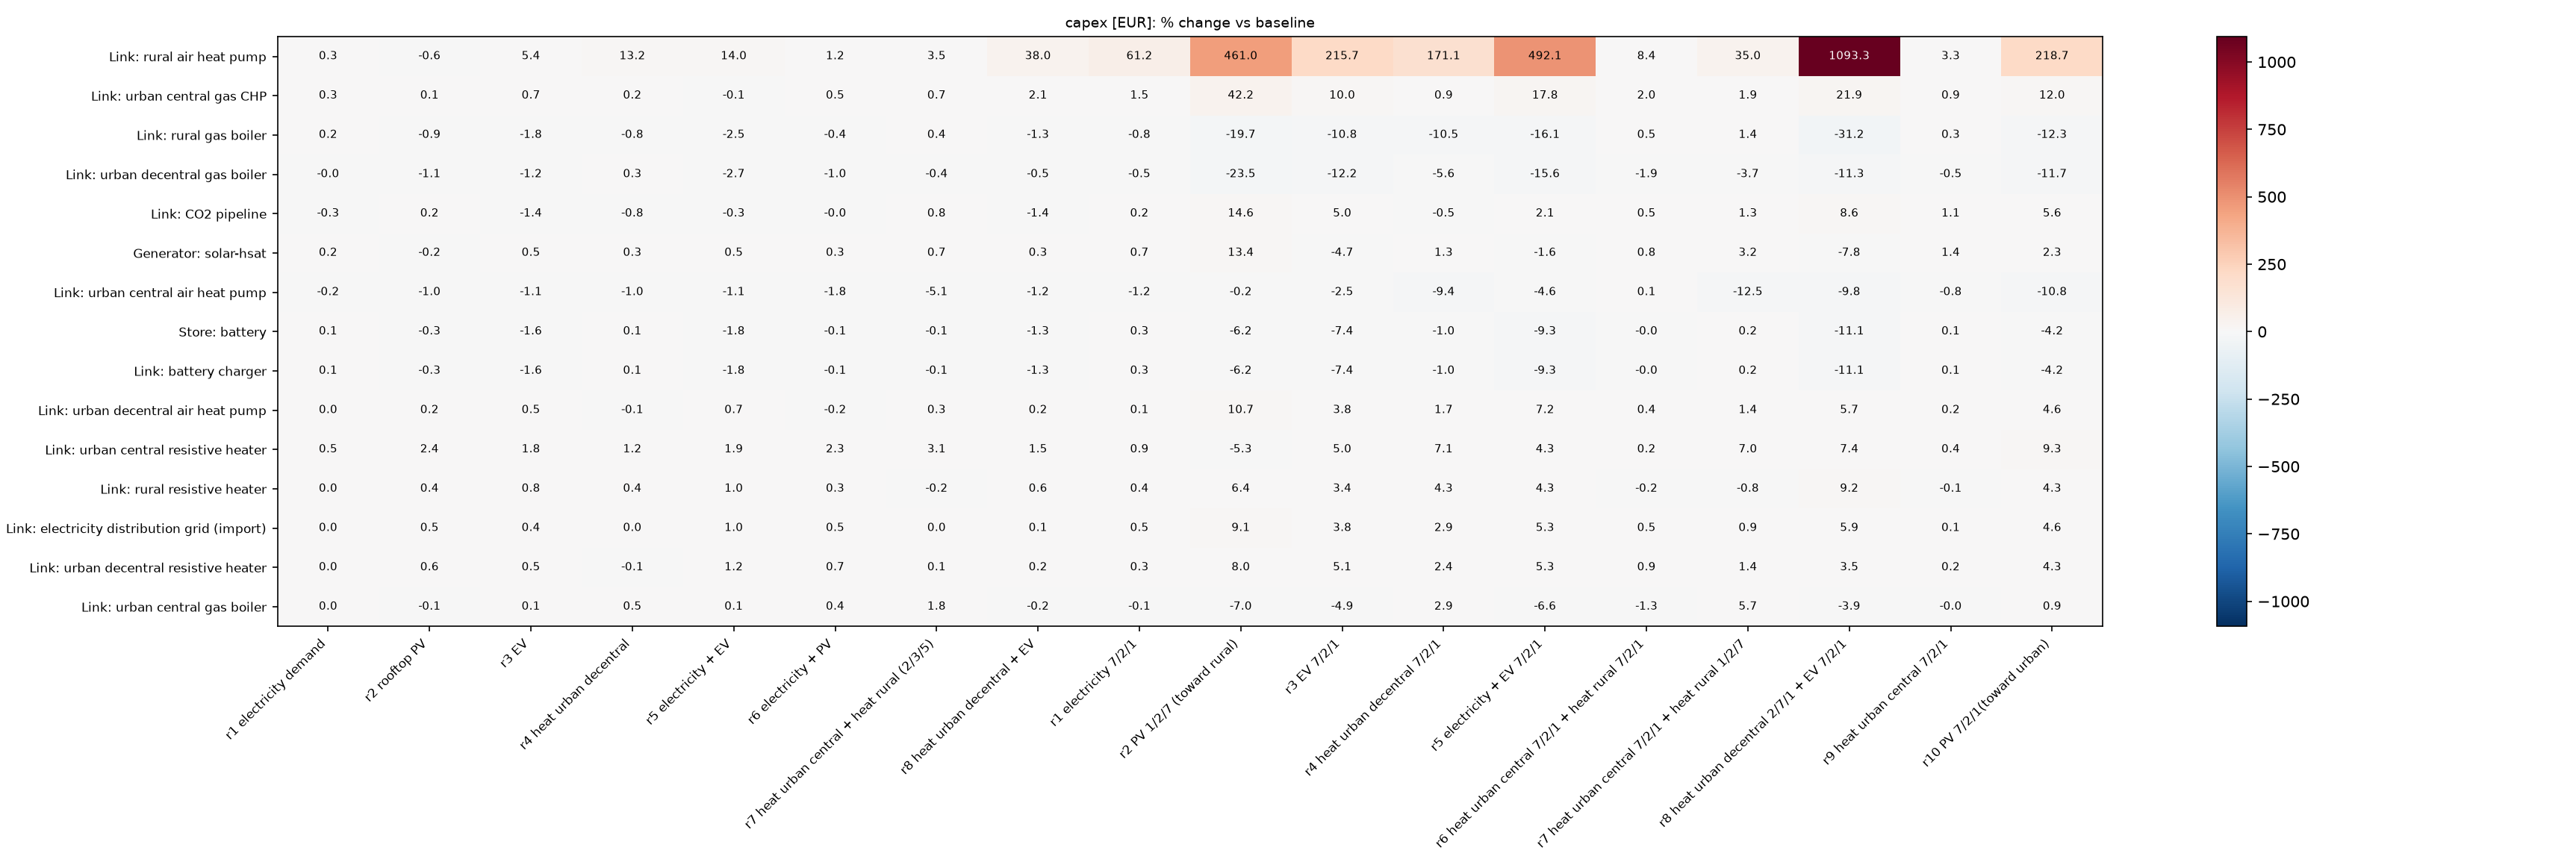 capex [EUR]: % change vs baseline
Link: rural air heat pump 0.3 -0.6 5.4 13.2 14.0 1.2 3.5 38.0 61.2 461.0 215.7 171.1 492.1 8.4 35.0 1093.3 3.3 218.7
Link: urban central gas CHP 0.3 0.1 0.7 0.2 -0.1 0.5 0.7 2.1 1.5 42.2 10.0 0.9 17.8 2.0 1.9 21.9 0.9 12.0
Link: rural gas boiler 0.2 -0.9 -1.8 -0.8 -2.5 -0.4 0.4 -1.3 -0.8 -19.7 -10.8 -10.5 -16.1 0.5 1.4 -31.2 0.3 -12.3
Link: urban decentral gas boiler -0.0 -1.1 -1.2 0.3 -2.7 -1.0 -0.4 -0.5 -0.5 -23.5 -12.2 -5.6 -15.6 -1.9 -3.7 -11.3 -0.5 -11.7
Link: CO2 pipeline -0.3 0.2 -1.4 -0.8 -0.3 -0.0 0.8 -1.4 0.2 14.6 5.0 -0.5 2.1 0.5 1.3 8.6 1.1 5.6
Generator: solar-hsat 0.2 -0.2 0.5 0.3 0.5 0.3 0.7 0.3 0.7 13.4 -4.7 1.3 -1.6 0.8 3.2 -7.8 1.4 2.3
Link: urban central air heat pump -0.2 -1.0 -1.1 -1.0 -1.1 -1.8 -5.1 -1.2 -1.2 -0.2 -2.5 -9.4 -4.6 0.1 -12.5 -9.8 -0.8 -10.8
Store: battery 0.1 -0.3 -1.6 0.1 -1.8 -0.1 -0.1 -1.3 0.3 -6.2 -7.4 -1.0 -9.3 -0.0 0.2 -11.1 0.1 -4.2
Link: battery charger 0.1 -0.3 -1.6 0.1 -1.8 -0.1 -0.1 -1.3 0.3 -6.2 -7.4 -1.0 -9.3 -0.0 0.2 -11.1 0.1 -4.2
Link: urban decentral air heat pump 0.0 0.2 0.5 -0.1 0.7 -0.2 0.3 0.2 0.1 10.7 3.8 1.7 7.2 0.4 1.4 5.7 0.2 4.6
Link: urban central resistive heater 0.5 2.4 1.8 1.2 1.9 2.3 3.1 1.5 0.9 -5.3 5.0 7.1 4.3 0.2 7.0 7.4 0.4 9.3
Link: rural resistive heater 0.0 0.4 0.8 0.4 1.0 0.3 -0.2 0.6 0.4 6.4 3.4 4.3 4.3 -0.2 -0.8 9.2 -0.1 4.3
Link: electricity distribution grid (import) 0.0 0.5 0.4 0.0 1.0 0.5 0.0 0.1 0.5 9.1 3.8 2.9 5.3 0.5 0.9 5.9 0.1 4.6
Link: urban decentral resistive heater 0.0 0.6 0.5 -0.1 1.2 0.7 0.1 0.2 0.3 8.0 5.1 2.4 5.3 0.9 1.4 3.5 0.2 4.3
Link: urban central gas boiler 0.0 -0.1 0.1 0.5 0.1 0.4 1.8 -0.2 -0.1 -7.0 -4.9 2.9 -6.6 -1.3 5.7 -3.9 -0.0 0.9
r1 electricity demand
r2 rooftop PV
r3 EV
r4 heat urban decentral
r5 electricity + EV
r6 electricity + PV
r7 heat urban central + heat rural (2/3/5)
r8 heat urban decentral + EV
r1 electricity 7/2/1
r2 PV 1/2/7 (toward rural)
r3 EV 7/2/1
r4 heat urban decentral 7/2/1
r5 electricity + EV 7/2/1
r6 heat urban central 7/2/1 + heat rural 7/2/1
r7 heat urban central 7/2/1 + heat rural 1/2/7
r8 heat urban decentral 2/7/1 + EV 7/2/1
r9 heat urban central 7/2/1
r10 PV 7/2/1(toward urban)
1000
750
500
250
0
−250
−500
−750
−1000